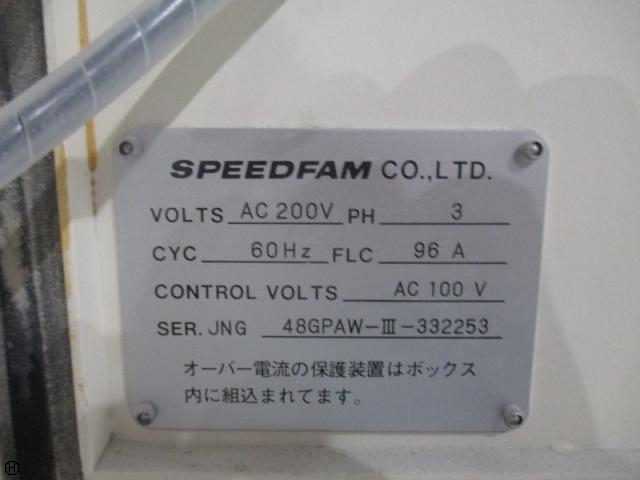 SPEEDFAM CO.,LTD.
VOLTS AC 200V PH 3
CYC 60Hz FLC 96 A
CONTROL VOLTS AC 100 V
SER. JNG 48GPAW-III-332253
オーバー電流の保護装置はボックス
内に組込まれてます。
H